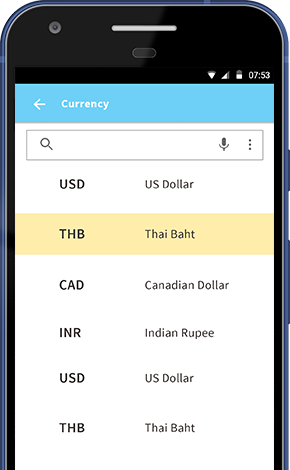 07:53
Currency
USD US Dollar
THB Thai Baht
CAD Canadian Dollar
INR Indian Rupee
USD US Dollar
THB Thai Baht